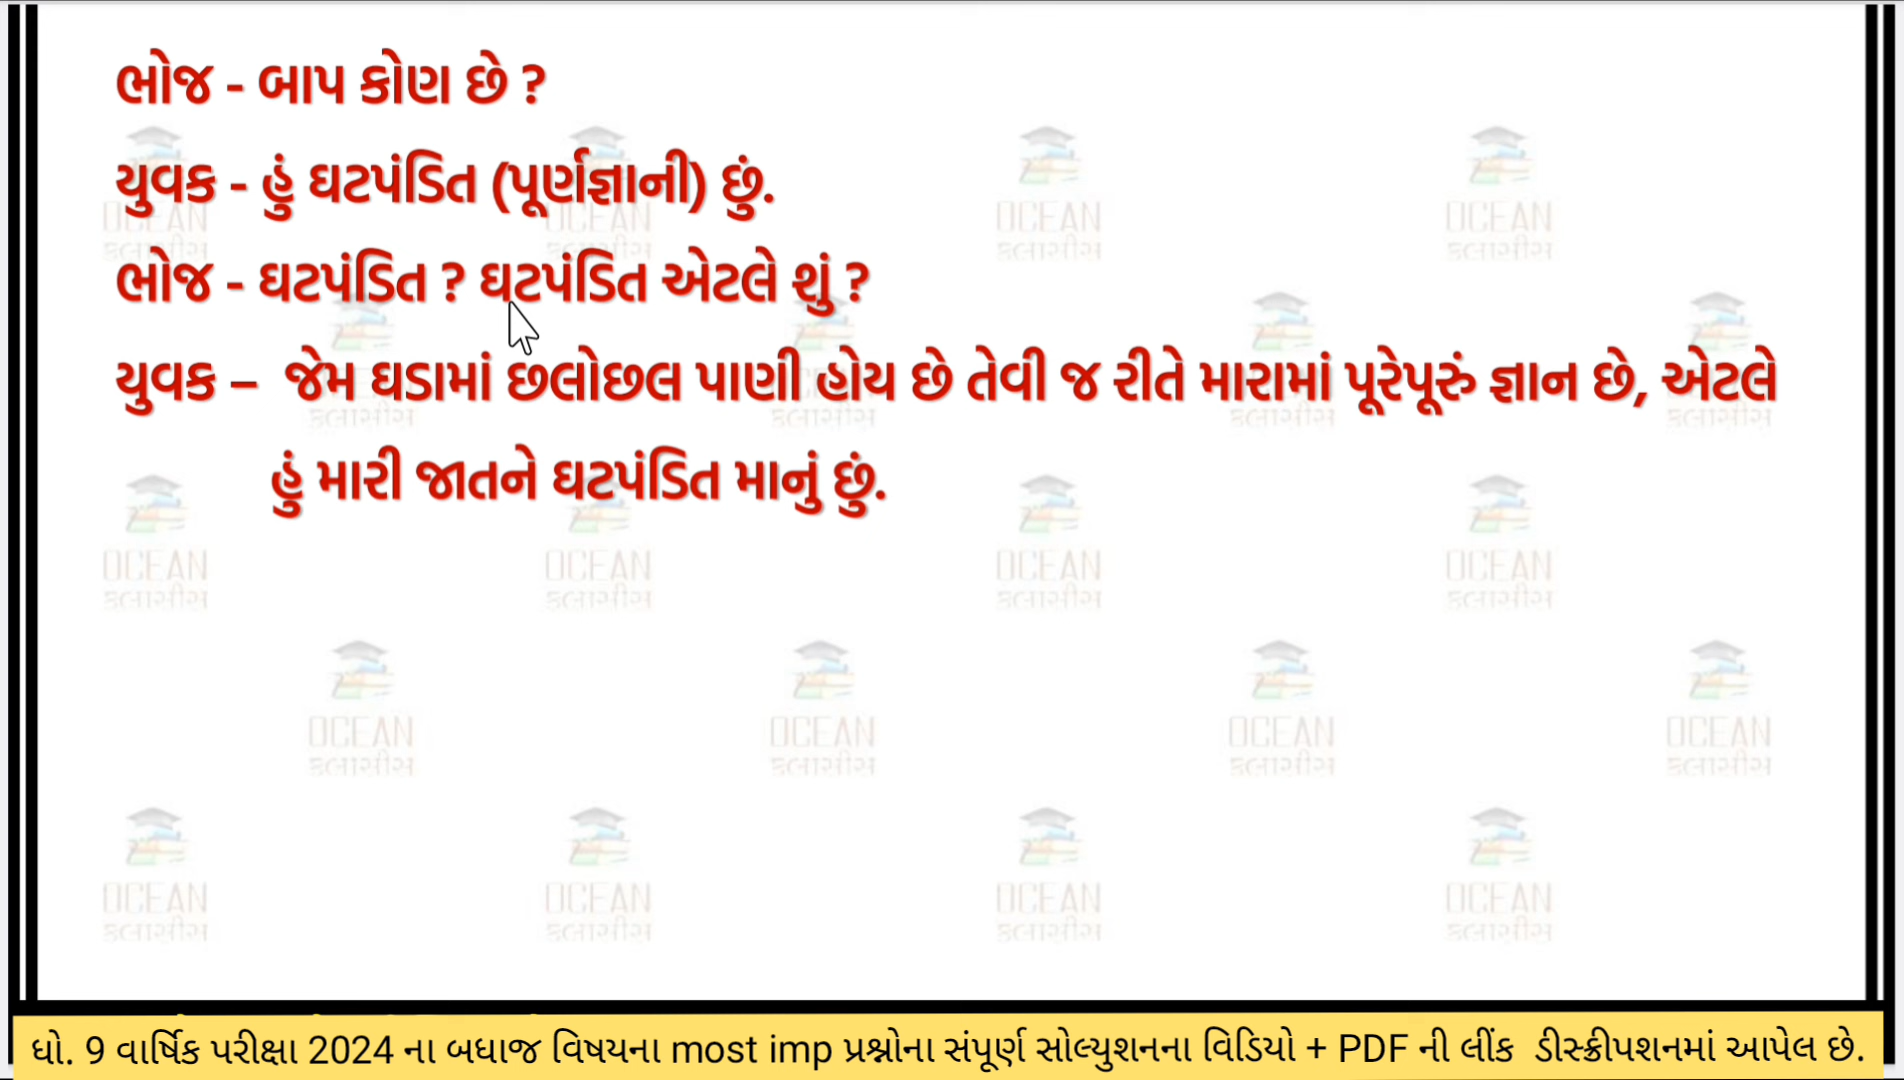 ભોજ - બાપ કોણ છે ?
યુવક - હું ઘટપંડિત (પૂર્ણજ્ઞાની) છું.
ભોજ - ઘટપંડિત ? ઘટપંડિત એટલે શું ?
યુવક – જેમ ઘડામાં છલોછલ પાણી હોય છે તેવી જ રીતે મારામાં પૂરેપૂરું જ્ઞાન છે, એટલે
હું મારી જાતને ઘટપંડિત માનું છું.
OCEAN
ક્લાસીસ
ધો. 9 વાર્ષિક પરીક્ષા 2024 ના બધાજ વિષયના most imp પ્રશ્નોના સંપૂર્ણ સોલ્યુશનના વિડિયો + PDF ની લીંક ડીસ્ક્રીપશનમાં આપેલ છે.